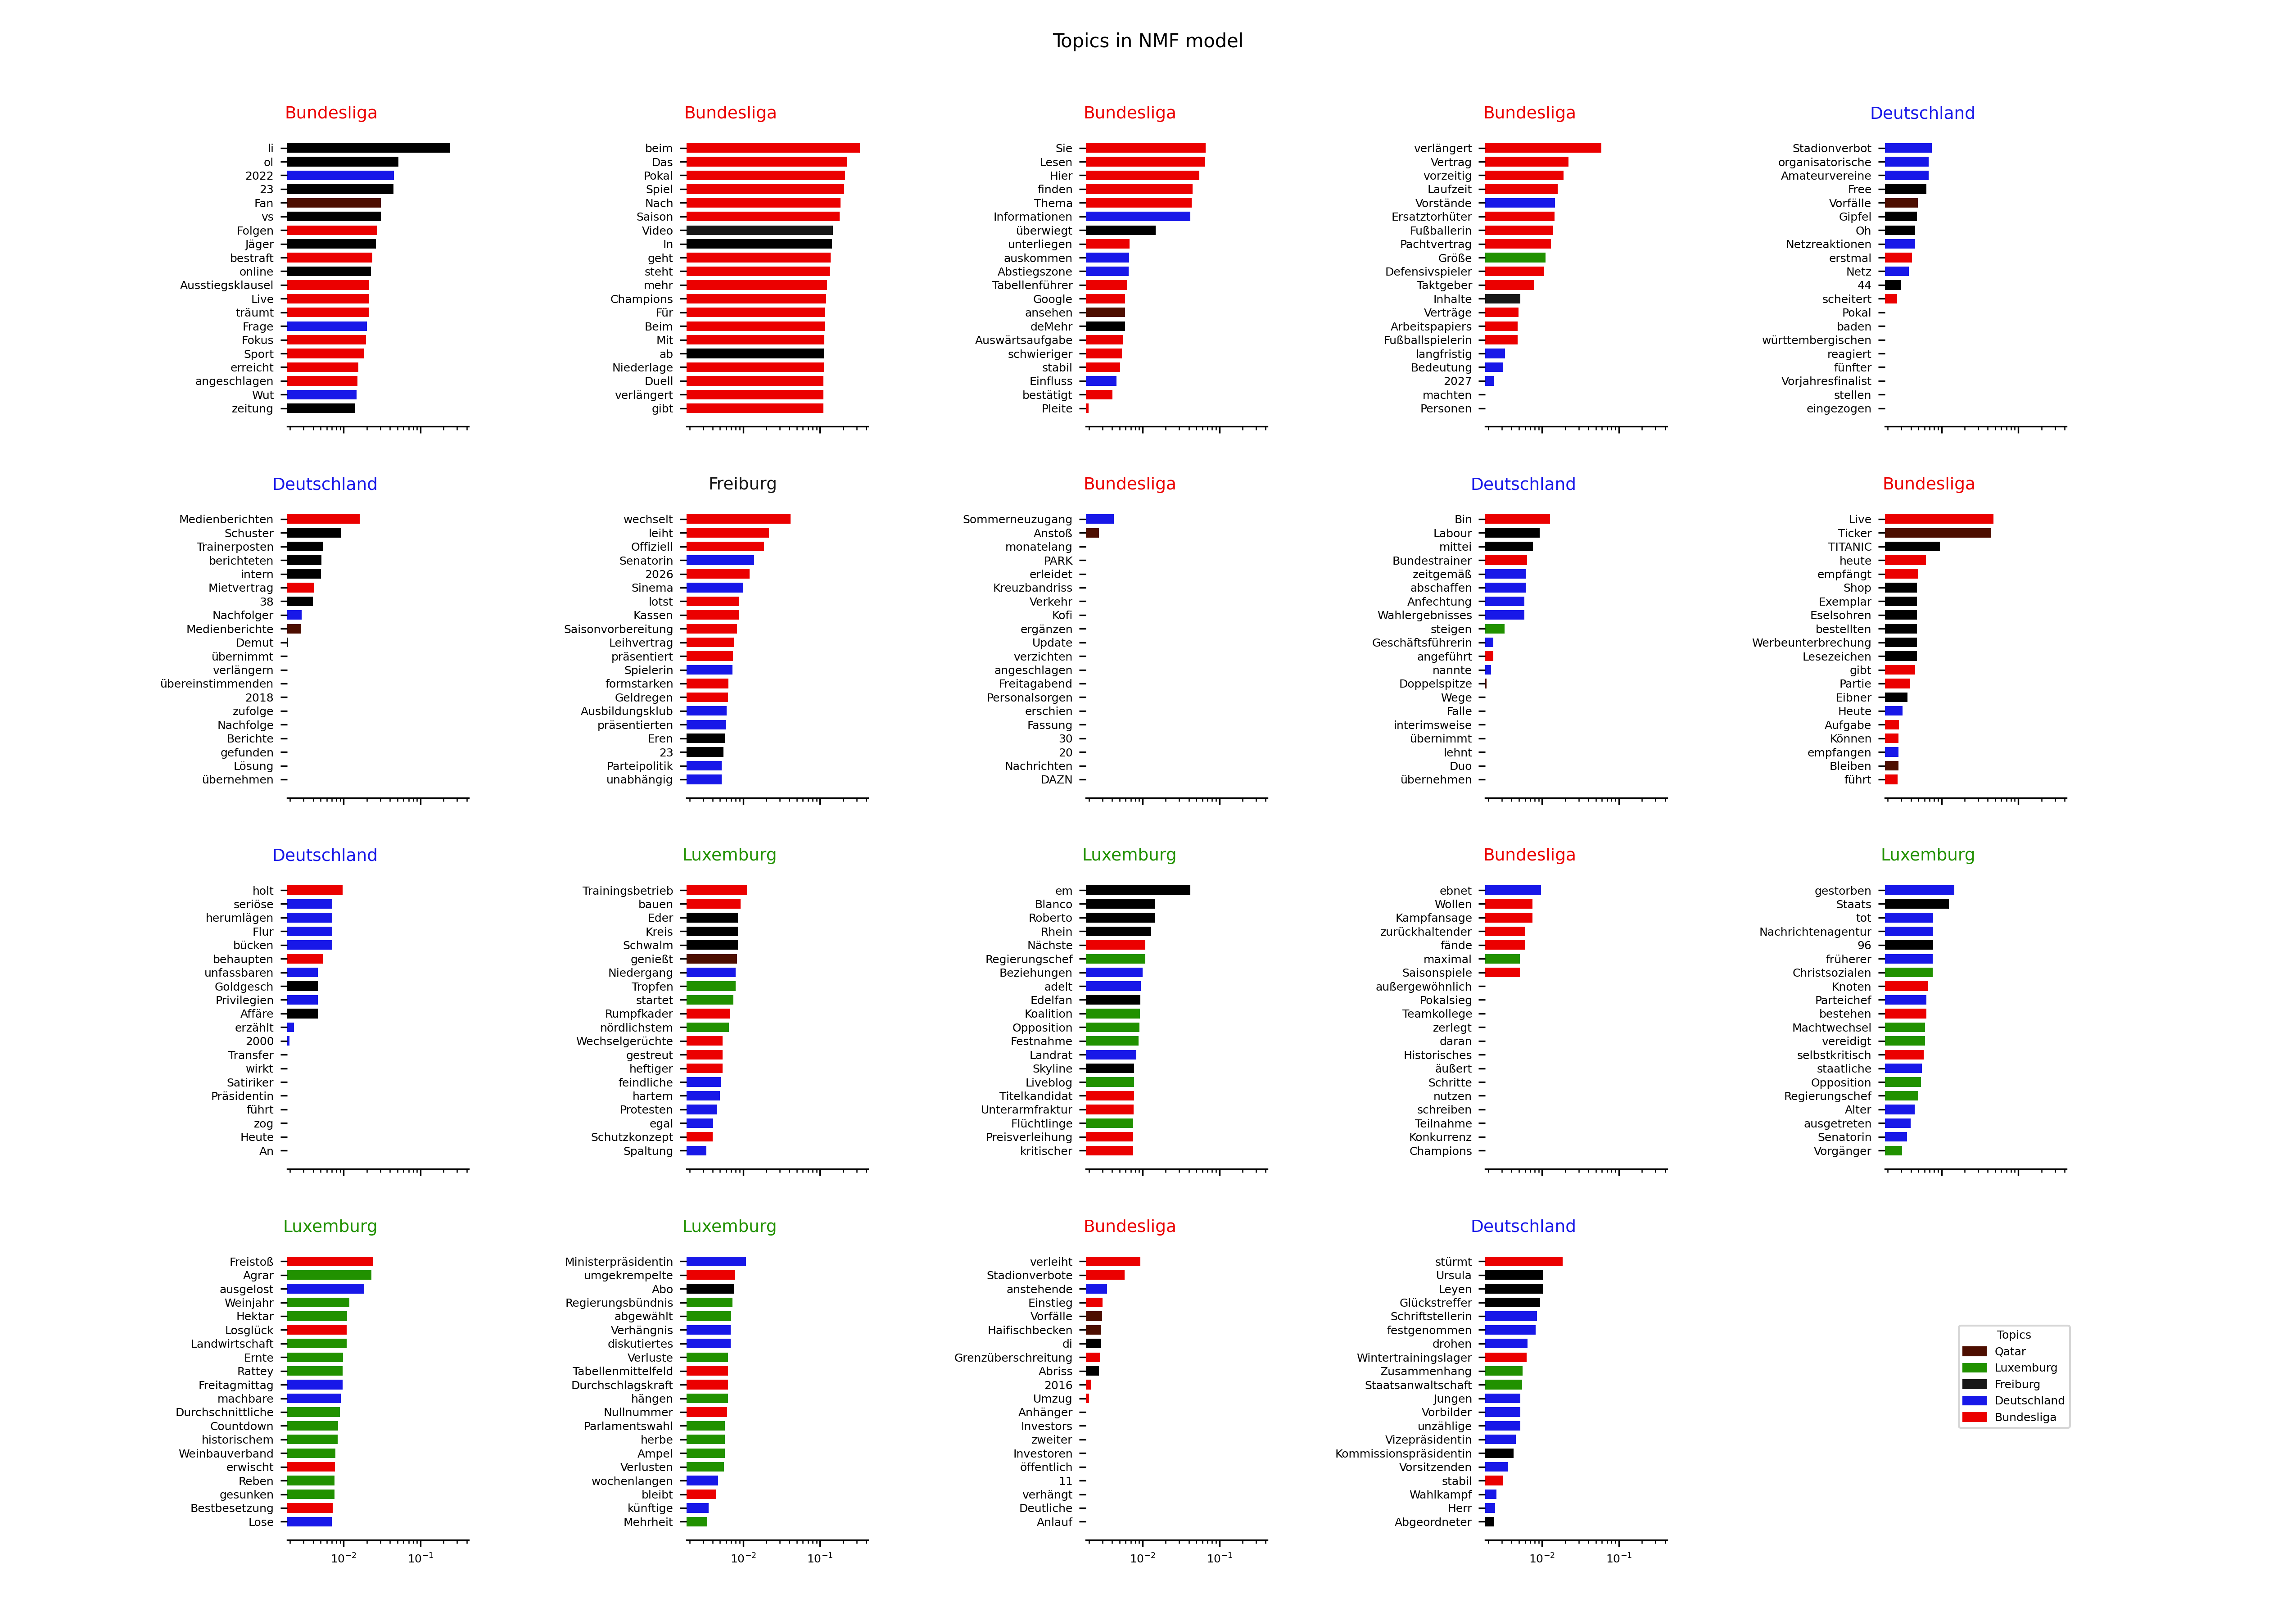 Topics in NMF model
Bundesliga
li
ol
2022
23
Fan
vs
Folgen
Jäger
bestraft
online
Ausstiegsklausel
Live
träumt
Frage
Fokus
Sport
erreicht
angeschlagen
Wut
zeitung
Bundesliga
beim
Das
Pokal
Spiel
Nach
Saison
Video
In
geht
steht
mehr
Champions
Für
Beim
Mit
ab
Niederlage
Duell
verlängert
gibt
Bundesliga
Sie
Lesen
Hier
finden
Thema
Informationen
überwiegt
unterliegen
auskommen
Abstiegszone
Tabellenführer
Google
ansehen
deMehr
Auswärtsaufgabe
schwieriger
stabil
Einfluss
bestätigt
Pleite
Bundesliga
verlängert
Vertrag
vorzeitig
Laufzeit
Vorstände
Ersatztorhüter
Fußballerin
Pachtvertrag
Größe
Defensivspieler
Taktgeber
Inhalte
Verträge
Arbeitspapiers
Fußballspielerin
langfristig
Bedeutung
2027
machten
Personen
Deutschland
Stadionverbot
organisatorische
Amateurvereine
Free
Vorfälle
Gipfel
Oh
Netzreaktionen
erstmal
Netz
44
scheitert
Pokal
baden
württembergischen
reagiert
fünfter
Vorjahresfinalist
stellen
eingezogen
Deutschland
Medienberichten
Schuster
Trainerposten
berichteten
intern
Mietvertrag
38
Nachfolger
Medienberichte
Demut
übernimmt
verlängern
übereinstimmenden
2018
zufolge
Nachfolge
Berichte
gefunden
Lösung
übernehmen
Freiburg
wechselt
leiht
Offiziell
Senatorin
2026
Sinema
lotst
Kassen
Saisonvorbereitung
Leihvertrag
präsentiert
Spielerin
formstarken
Geldregen
Ausbildungsklub
präsentierten
Eren
23
Parteipolitik
unabhängig
Bundesliga
Sommerneuzugang
Anstoß
monatelang
PARK
erleidet
Kreuzbandriss
Verkehr
Kofi
ergänzen
Update
verzichten
angeschlagen
Freitagabend
Personalsorgen
erschien
Fassung
30
20
Nachrichten
DAZN
Deutschland
Bin
Labour
mittei
Bundestrainer
zeitgemäß
abschaffen
Anfechtung
Wahlergebnisses
steigen
Geschäftsführerin
angeführt
nannte
Doppelspitze
Wege
Falle
interimsweise
übernimmt
lehnt
Duo
übernehmen
Bundesliga
Live
Ticker
TITANIC
heute
empfängt
Shop
Exemplar
Eselsohren
bestellten
Werbeunterbrechung
Lesezeichen
gibt
Partie
Eibner
Heute
Aufgabe
Können
empfangen
Bleiben
führt
Deutschland
holt
seriöse
herumlägen
Flur
bücken
behaupten
unfassbaren
Goldgesch
Privilegien
Affäre
erzählt
2000
Transfer
wirkt
Satiriker
Präsidentin
führt
zog
Heute
An
Luxemburg
Trainingsbetrieb
bauen
Eder
Kreis
Schwalm
genießt
Niedergang
Tropfen
startet
Rumpfkader
nördlichstem
Wechselgerüchte
gestreut
heftiger
feindliche
hartem
Protesten
egal
Schutzkonzept
Spaltung
Luxemburg
em
Blanco
Roberto
Rhein
Nächste
Regierungschef
Beziehungen
adelt
Edelfan
Koalition
Opposition
Festnahme
Landrat
Skyline
Liveblog
Titelkandidat
Unterarmfraktur
Flüchtlinge
Preisverleihung
kritischer
Bundesliga
ebnet
Wollen
Kampfansage
zurückhaltender
fände
maximal
Saisonspiele
außergewöhnlich
Pokalsieg
Teamkollege
zerlegt
daran
Historisches
äußert
Schritte
nutzen
schreiben
Teilnahme
Konkurrenz
Champions
Luxemburg
gestorben
Staats
tot
Nachrichtenagentur
96
früherer
Christsozialen
Knoten
Parteichef
bestehen
Machtwechsel
vereidigt
selbstkritisch
staatliche
Opposition
Regierungschef
Alter
ausgetreten
Senatorin
Vorgänger
Luxemburg
Freistoß
Agrar
ausgelost
Weinjahr
Hektar
Losglück
Landwirtschaft
Ernte
Rattey
Freitagmittag
machbare
Durchschnittliche
Countdown
historischem
Weinbauverband
erwischt
Reben
gesunken
Bestbesetzung
Lose
10⁻² 10⁻¹
Luxemburg
Ministerpräsidentin
umgekrempelte
Abo
Regierungsbündnis
abgewählt
Verhängnis
diskutiertes
Verluste
Tabellenmittelfeld
Durchschlagskraft
hängen
Nullnummer
Parlamentswahl
herbe
Ampel
Verlusten
wochenlangen
bleibt
künftige
Mehrheit
10⁻² 10⁻¹
Bundesliga
verleiht
Stadionverbote
anstehende
Einstieg
Vorfälle
Haifischbecken
di
Grenzüberschreitung
Abriss
2016
Umzug
Anhänger
Investors
zweiter
Investoren
öffentlich
11
verhängt
Deutliche
Anlauf
10⁻² 10⁻¹
Deutschland
stürmt
Ursula
Leyen
Glückstreffer
Schriftstellerin
festgenommen
drohen
Wintertrainingslager
Zusammenhang
Staatsanwaltschaft
Jungen
Vorbilder
unzählige
Vizepräsidentin
Kommissionspräsidentin
Vorsitzenden
stabil
Wahlkampf
Herr
Abgeordneter
10⁻² 10⁻¹
Topics
Qatar
Luxemburg
Freiburg
Deutschland
Bundesliga